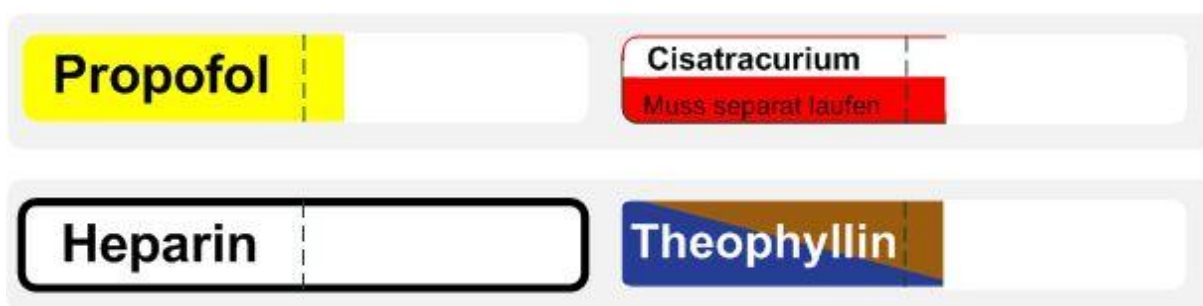 Propofol
Cisatracurium
Muss separat laufen
Heparin
Theophyllin